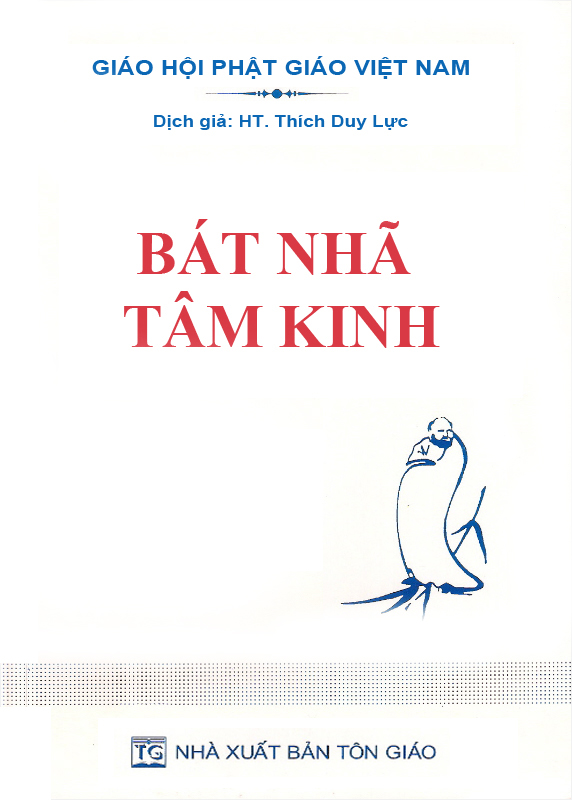 GIÁO HỘI PHẬT GIÁO VIỆT NAM
Dịch giả: HT. Thích Duy Lực
BÁT NHÃ
TÂM KINH
TG NHÀ XUẤT BẢN TÔN GIÁO